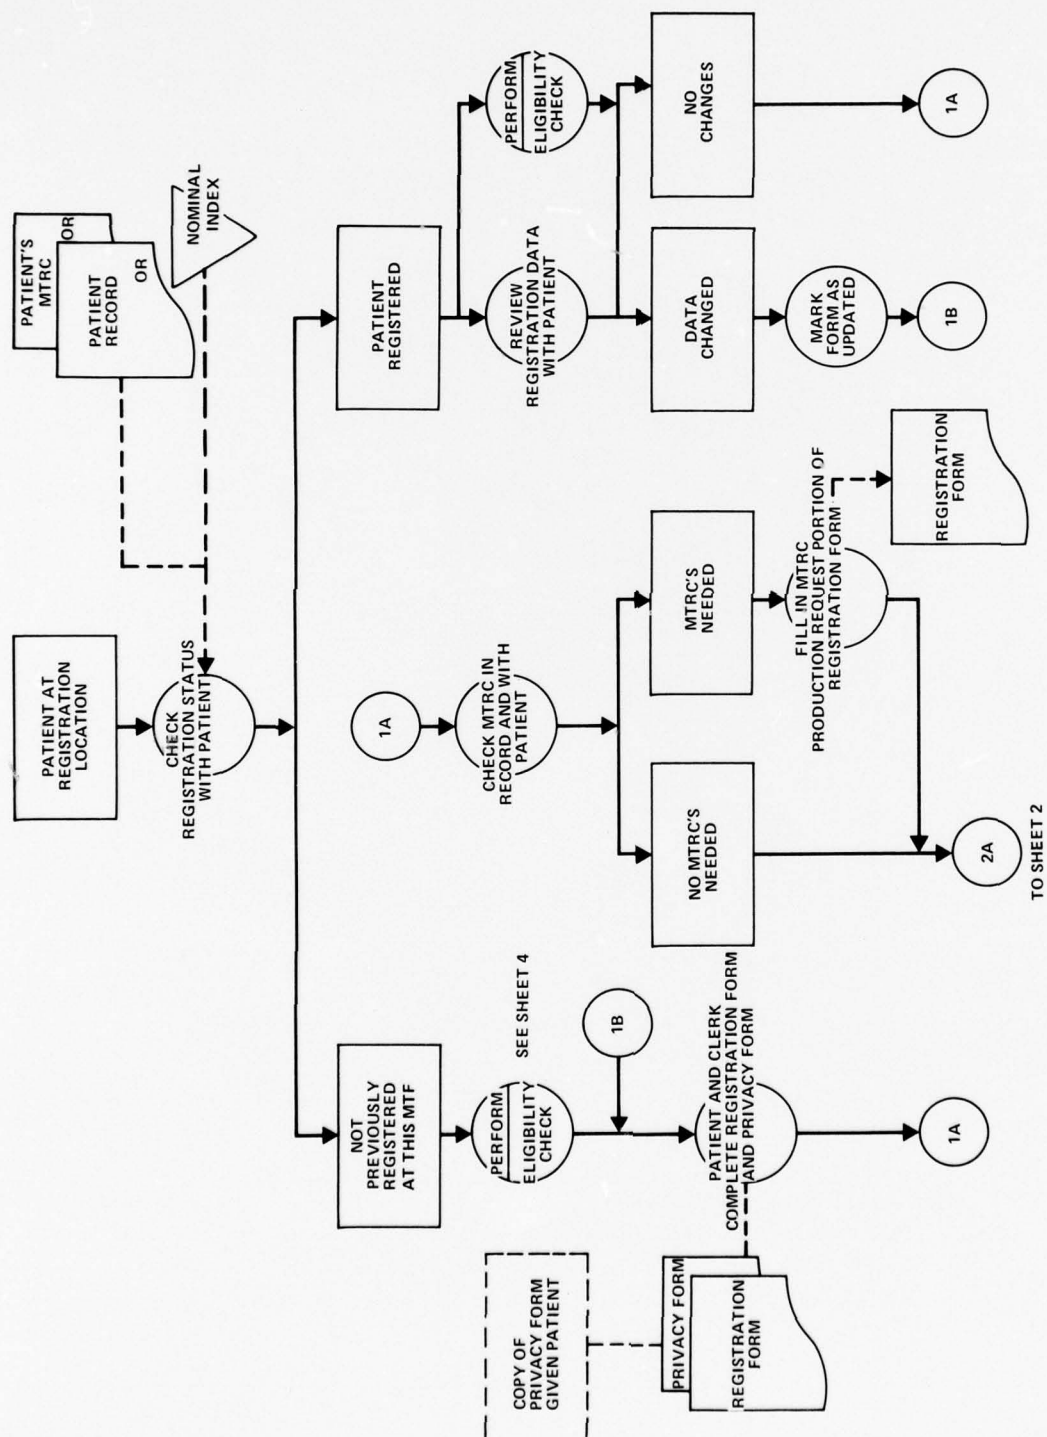 PATIENT AT
REGISTRATION
LOCATION
PATIENT'S
MTRC
OR
PATIENT
RECORD
OR
NOMINAL
INDEX
CHECK
REGISTRATION STATUS
WITH PATIENT
NOT
PREVIOUSLY
REGISTERED
AT THIS MTF
PATIENT
REGISTERED
PERFORM
ELIGIBILITY
CHECK
SEE SHEET 4
1B
PATIENT AND CLERK
COMPLETE REGISTRATION FORM
AND PRIVACY FORM
1A
COPY OF
PRIVACY FORM
GIVEN PATIENT
PRIVACY FORM
REGISTRATION
FORM
1A
CHECK MTRC IN
RECORD AND WITH
PATIENT
NO MTRC'S
NEEDED
MTRC'S
NEEDED
FILL IN MTRC
PRODUCTION REQUEST PORTION OF
REGISTRATION FORM
REGISTRATION
FORM
2A
TO SHEET 2
REVIEW
REGISTRATION DATA
WITH PATIENT
PERFORM
ELIGIBILITY
CHECK
DATA
CHANGED
NO
CHANGES
MARK
FORM AS
UPDATED
1B
1A